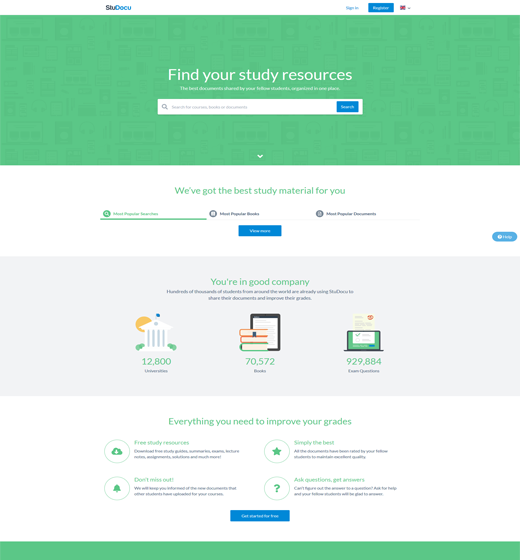 StuDocu
Sign in
Register
Find your study resources
The best documents shared by your fellow students, organized in one place.
Search for courses, books or documents
Search
We've got the best study material for you
Most Popular Searches
Most Popular Books
Most Popular Documents
View more
Help
You're in good company
Hundreds of thousands of students from around the world are already using StuDocu to
share their documents and improve their grades.
12,800
70,572
929,884
Universities
Books
Exam Questions
Everything you need to improve your grades
Free study resources
Download free study guides, summaries, exams, lecture
notes, assignments, solutions and much more!
Simply the best
All the documents have been rated by your fellow
students to maintain excellent quality.
Don't miss out!
We will keep you informed of the new documents that
other students have uploaded for your courses.
Ask questions, get answers
Can't figure out the answer to a question? Ask for help
and your fellow students will be glad to answer.
Get started for free